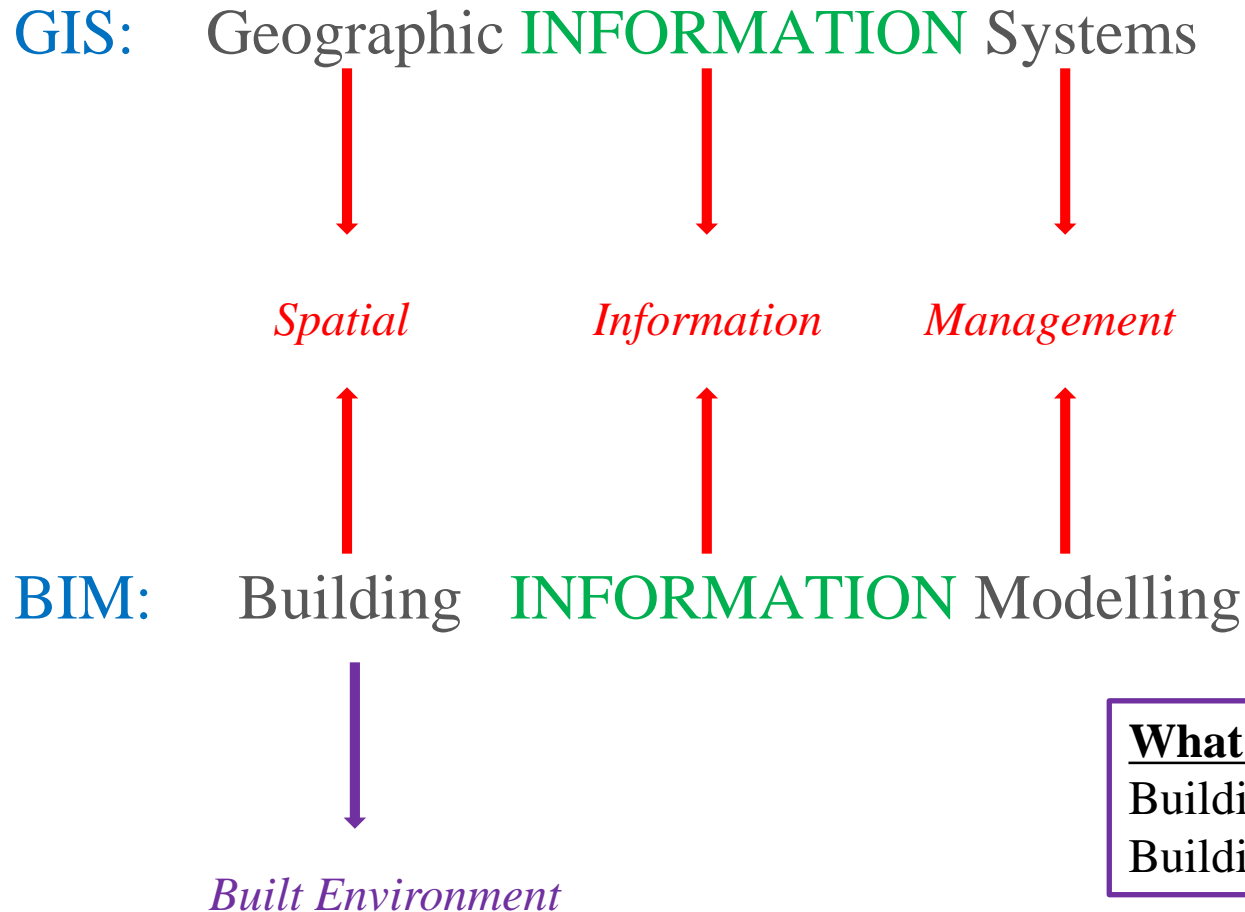 GIS: Geographic INFORMATION Systems
Spatial Information Management
BIM: Building INFORMATION Modelling
What
Buildi
Buildi
Built Environment